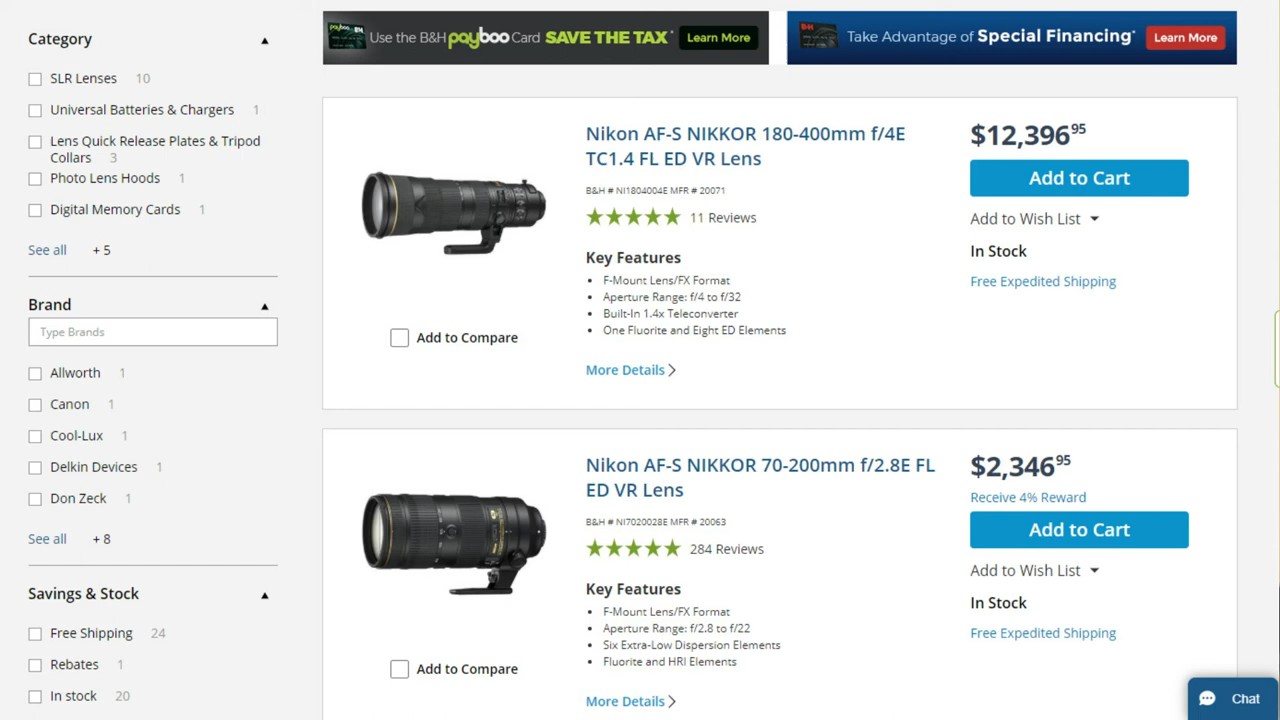 Category
SLR Lenses 10
Universal Batteries & Chargers 1
Lens Quick Release Plates & Tripod
Collars 3
Photo Lens Hoods 1
Digital Memory Cards 1
See all + 5
Brand
Type Brands
Allworth 1
Canon 1
Cool-Lux 1
Delkin Devices 1
Don Zeck 1
See all + 8
Savings & Stock
Free Shipping 24
Rebates 1
In stock 20
Use the B&H payboo Card SAVE THE TAX* Learn More
Take Advantage of Special Financing* Learn More
Nikon AF-S NIKKOR 180-400mm f/4E
TC1.4 FL ED VR Lens
B&H # NI1804004E MFR # 20071
11 Reviews
Key Features
F-Mount Lens/FX Format
Aperture Range: f/4 to f/32
Built-In 1.4x Teleconverter
One Fluorite and Eight ED Elements
More Details
Add to Compare
$12,396.95
Add to Cart
Add to Wish List
In Stock
Free Expedited Shipping
Nikon AF-S NIKKOR 70-200mm f/2.8E FL
ED VR Lens
B&H # NI7020028E MFR # 20063
284 Reviews
Key Features
F-Mount Lens/FX Format
Aperture Range: f/2.8 to f/22
Six Extra-Low Dispersion Elements
Fluorite and HRI Elements
More Details
Add to Compare
$2,346.95
Receive 4% Reward
Add to Cart
Add to Wish List
In Stock
Free Expedited Shipping
Chat